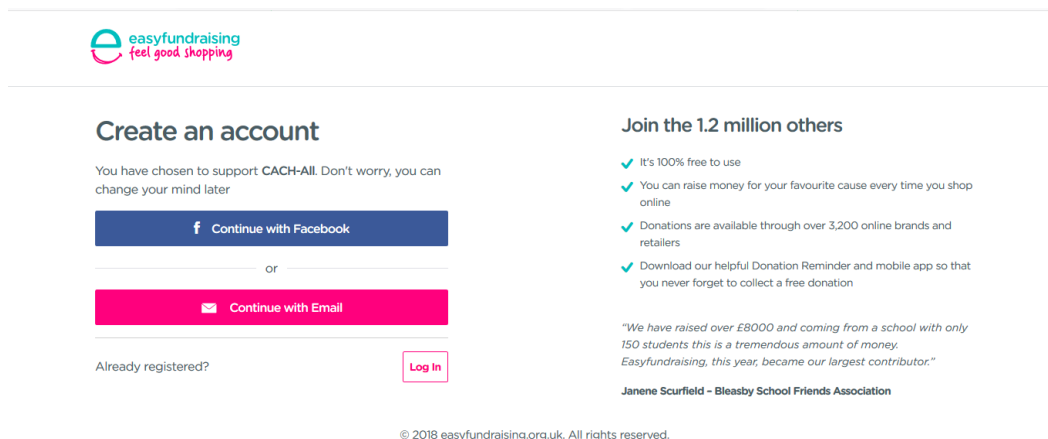 easyfundraising
feel good shopping
Create an account
You have chosen to support CACH-All. Don't worry, you can
change your mind later
f Continue with Facebook
or
Continue with Email
Already registered?
Log In
Join the 1.2 million others
It's 100% free to use
You can raise money for your favourite cause every time you shop
online
Donations are available through over 3,200 online brands and
retailers
Download our helpful Donation Reminder and mobile app so that
you never forget to collect a free donation
"We have raised over £8000 and coming from a school with only
150 students this is a tremendous amount of money.
Easyfundraising, this year, became our largest contributor."
Janene Scurfield – Bleasby School Friends Association
© 2018 easyfundraising.org.uk. All rights reserved.